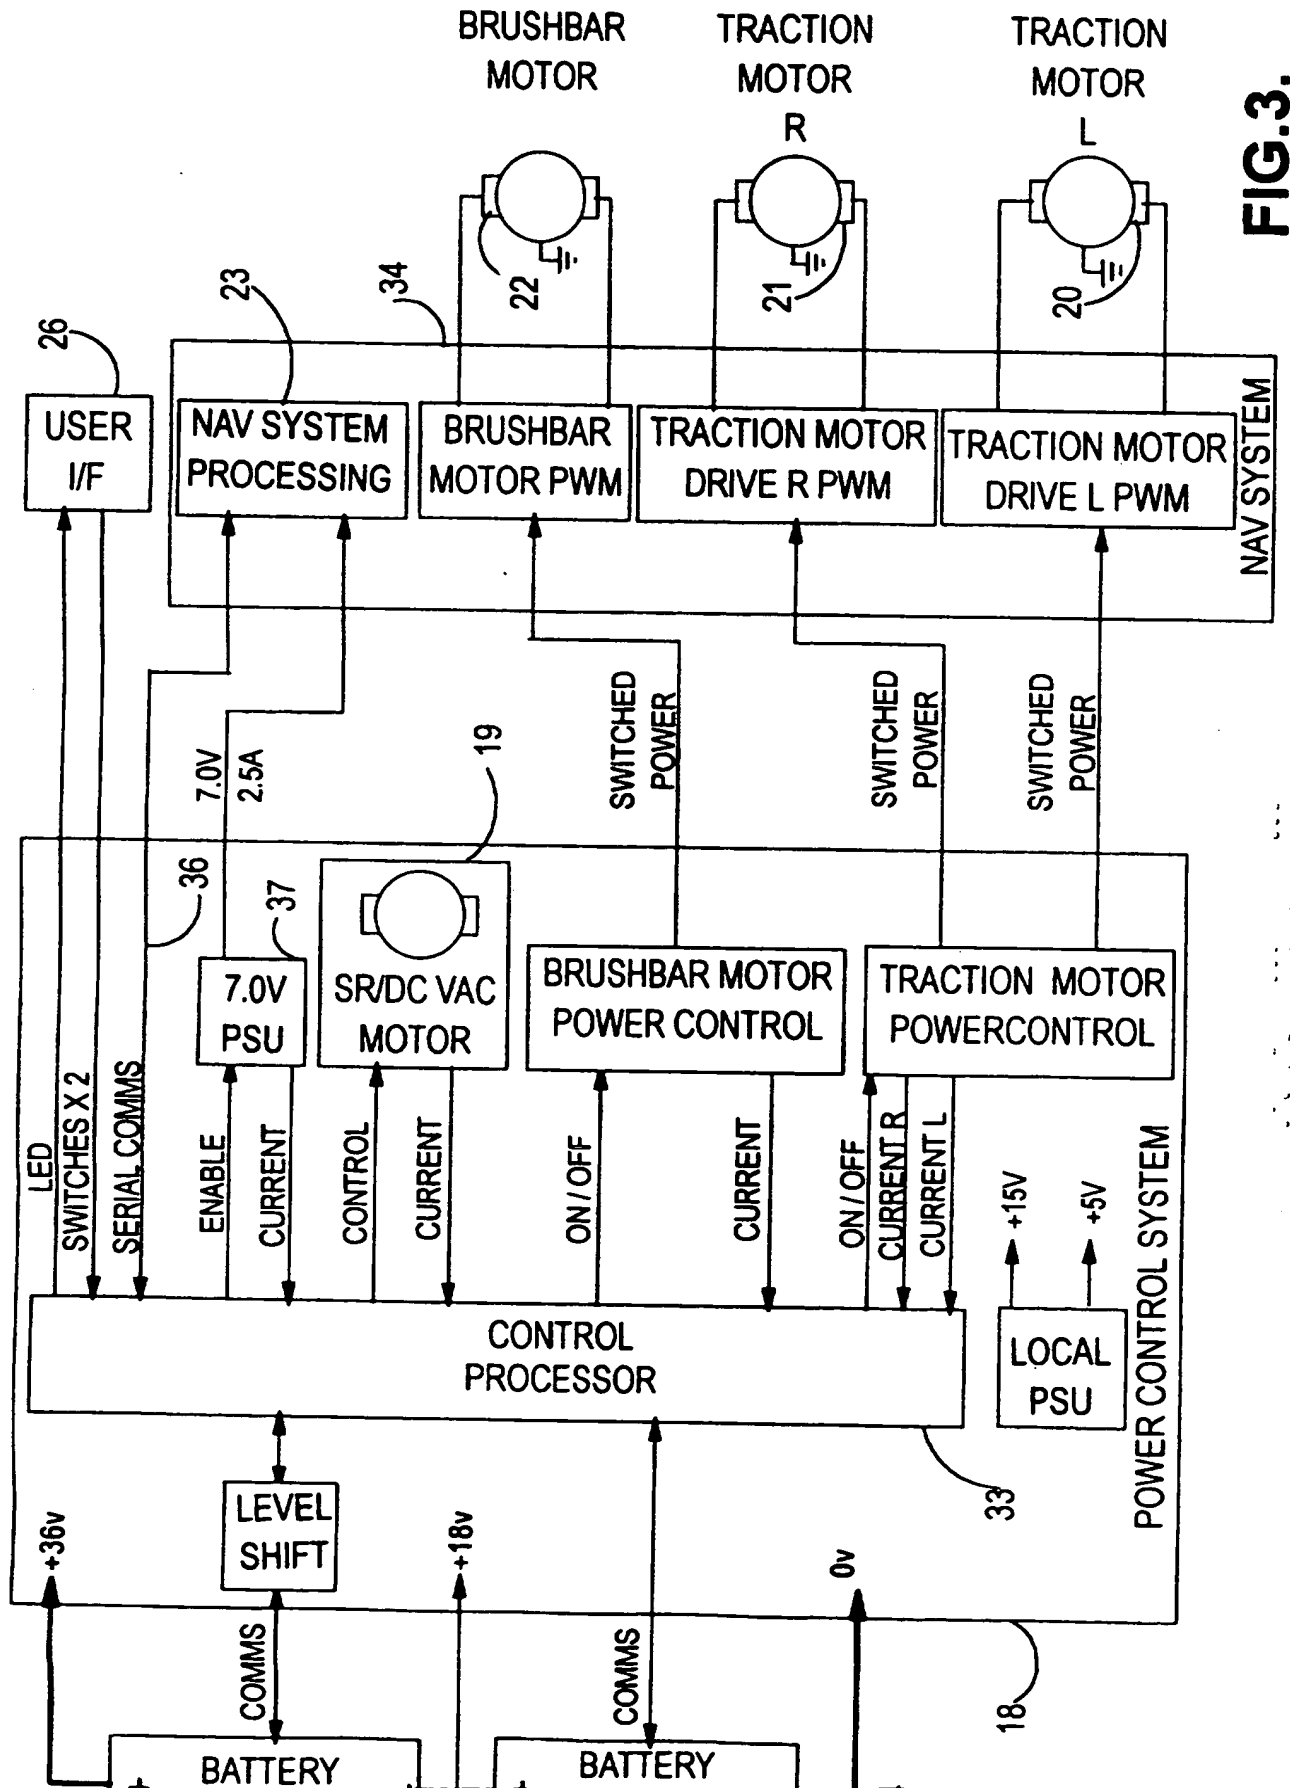 BRUSHBAR
MOTOR
TRACTION
MOTOR
R
TRACTION
MOTOR
L
FIG.3.
22
21
20
26
23
34
USER
I/F
NAV SYSTEM
PROCESSING
BRUSHBAR
MOTOR PWM
TRACTION MOTOR
DRIVE R PWM
TRACTION MOTOR
DRIVE L PWM
NAV SYSTEM
7.0V
2.5A
19
SWITCHED
POWER
SWITCHED
POWER
SWITCHED
POWER
36
37
7.0V
PSU
SR/DC VAC
MOTOR
BRUSHBAR MOTOR
POWER CONTROL
TRACTION MOTOR
POWERCONTROL
LED
SWITCHES X 2
SERIAL COMMS
ENABLE
CURRENT
CONTROL
CURRENT
ON / OFF
CURRENT
ON / OFF
CURRENT R
CURRENT L
+15V
+5V
POWER CONTROL SYSTEM
CONTROL
PROCESSOR
LOCAL
PSU
33
+36v
LEVEL
SHIFT
+18v
0v
COMMS
COMMS
18
BATTERY
BATTERY